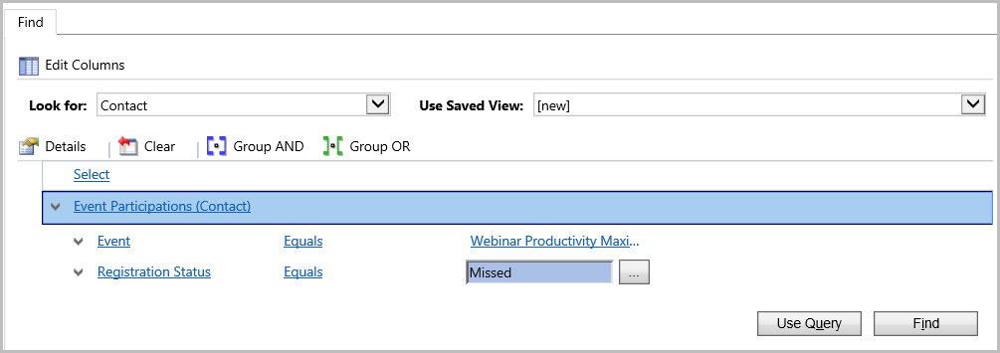 Find
Edit Columns
Look for: Contact Use Saved View: [new]
Details Clear Group AND Group OR
Select
Event Participations (Contact)
Event Equals Webinar Productivity Maxi...
Registration Status Equals Missed ...
Use Query Find